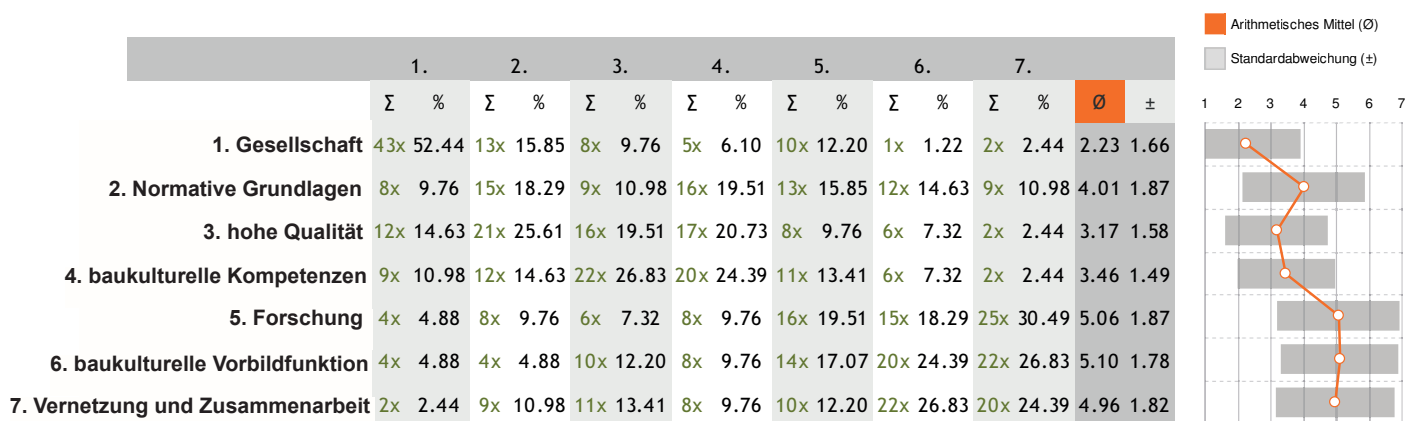 Arithmetisches Mittel (Ø)
Standardabweichung (±)
1. 2. 3. 4. 5. 6. 7.
Σ % Σ % Σ % Σ % Σ % Σ % Σ % Ø ± 1 2 3 4 5 6 7
1. Gesellschaft 43x 52.44 13x 15.85 8x 9.76 5x 6.10 10x 12.20 1x 1.22 2x 2.44 2.23 1.66
2. Normative Grundlagen 8x 9.76 15x 18.29 9x 10.98 16x 19.51 13x 15.85 12x 14.63 9x 10.98 4.01 1.87
3. hohe Qualität 12x 14.63 21x 25.61 16x 19.51 17x 20.73 8x 9.76 6x 7.32 2x 2.44 3.17 1.58
4. baukulturelle Kompetenzen 9x 10.98 12x 14.63 22x 26.83 20x 24.39 11x 13.41 6x 7.32 2x 2.44 3.46 1.49
5. Forschung 4x 4.88 8x 9.76 6x 7.32 8x 9.76 16x 19.51 15x 18.29 25x 30.49 5.06 1.87
6. baukulturelle Vorbildfunktion 4x 4.88 4x 4.88 10x 12.20 8x 9.76 14x 17.07 20x 24.39 22x 26.83 5.10 1.78
7. Vernetzung und Zusammenarbeit 2x 2.44 9x 10.98 11x 13.41 8x 9.76 10x 12.20 22x 26.83 20x 24.39 4.96 1.82